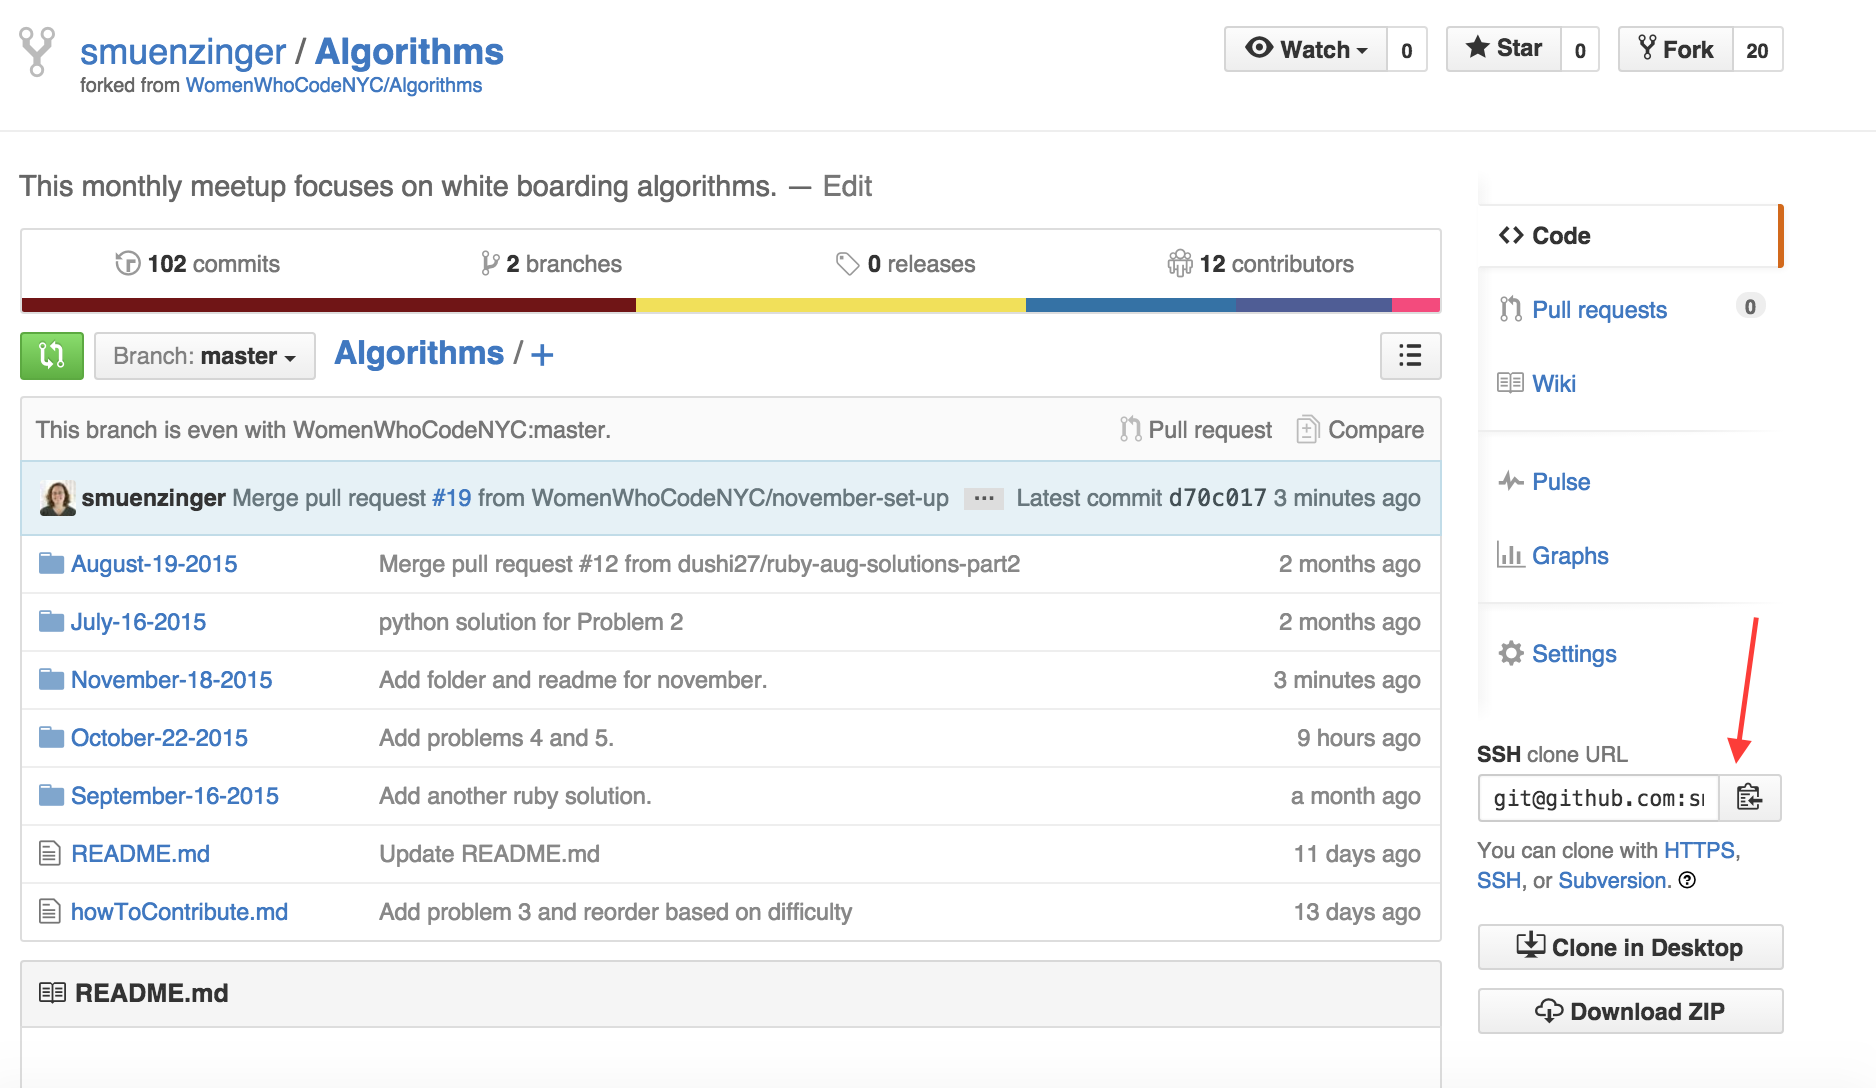 smuenzinger / Algorithms
forked from WomenWhoCodeNYC/Algorithms
Watch 0
Star 0
Fork 20
This monthly meetup focuses on white boarding algorithms. — Edit
102 commits
2 branches
0 releases
12 contributors
Branch: master
Algorithms / +
This branch is even with WomenWhoCodeNYC:master.
Pull request
Compare
smuenzinger Merge pull request #19 from WomenWhoCodeNYC/november-set-up ... Latest commit d70c017 3 minutes ago
August-19-2015 Merge pull request #12 from dushi27/ruby-aug-solutions-part2 2 months ago
July-16-2015 python solution for Problem 2 2 months ago
November-18-2015 Add folder and readme for november. 3 minutes ago
October-22-2015 Add problems 4 and 5. 9 hours ago
September-16-2015 Add another ruby solution. a month ago
README.md Update README.md 11 days ago
howToContribute.md Add problem 3 and reorder based on difficulty 13 days ago
README.md
Code
Pull requests 0
Wiki
Pulse
Graphs
Settings
SSH clone URL
git@github.com:s
You can clone with HTTPS,
SSH, or Subversion.
Clone in Desktop
Download ZIP